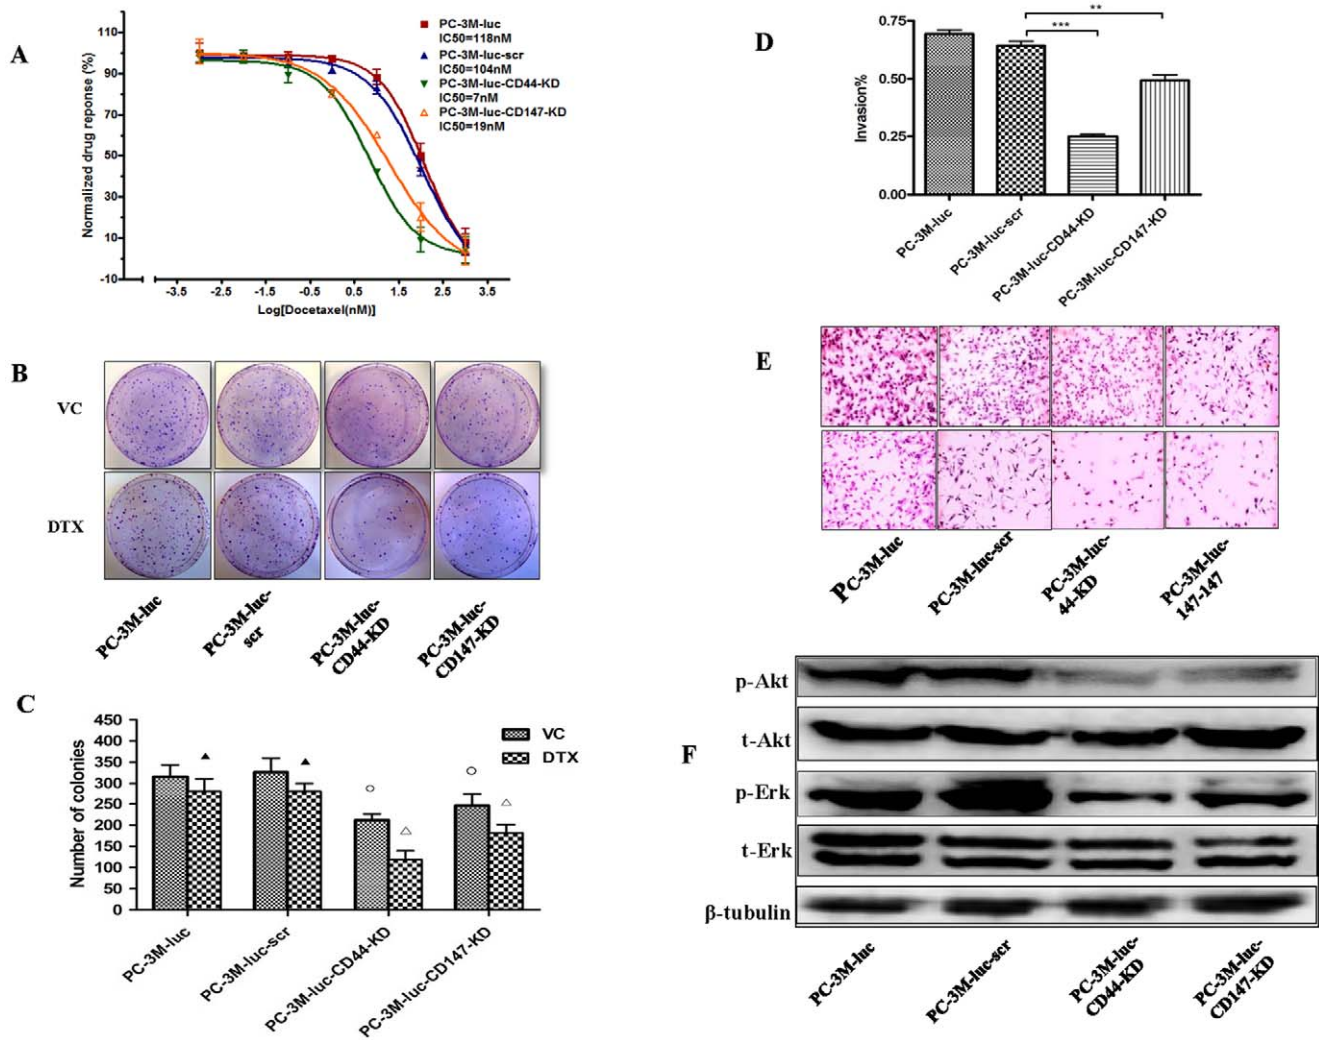 A
110
90
70
50
30
10
-10
Normalized drug reponse (%)
-3.5
-2.5
-1.5
-0.5
0.5
1.5
2.5
3.5
Log[Docetaxel(nM)]
PC-3M-luc
IC50=118nM
PC-3M-luc-scr
IC50=104nM
PC-3M-luc-CD44-KD
IC50=7nM
PC-3M-luc-CD147-KD
IC50=19nM
B
VC
DTX
PC-3M-luc
PC-3M-luc-
scr
PC-3M-luc-
CD44-KD
PC-3M-luc-
CD147-KD
C
450
400
350
300
250
200
150
100
50
0
Number of colonies
VC
DTX
PC-3M-luc
PC-3M-luc-scr
PC-3M-luc-CD44-KD
PC-3M-luc-CD147-KD
D
**
***
0.75
0.50
0.25
0.00
Invasion%
PC-3M-luc
PC-3M-luc-scr
PC-3M-luc-CD44-KD
PC-3M-luc-CD147-KD
E
PC-3M-luc
PC-3M-luc-scr
PC-3M-luc-
44-KD
PC-3M-luc-
147-147
F
p-Akt
t-Akt
p-Erk
t-Erk
β-tubulin
PC-3M-luc
PC-3M-luc-scr
PC-3M-luc-
CD44-KD
PC-3M-luc-
CD147-KD